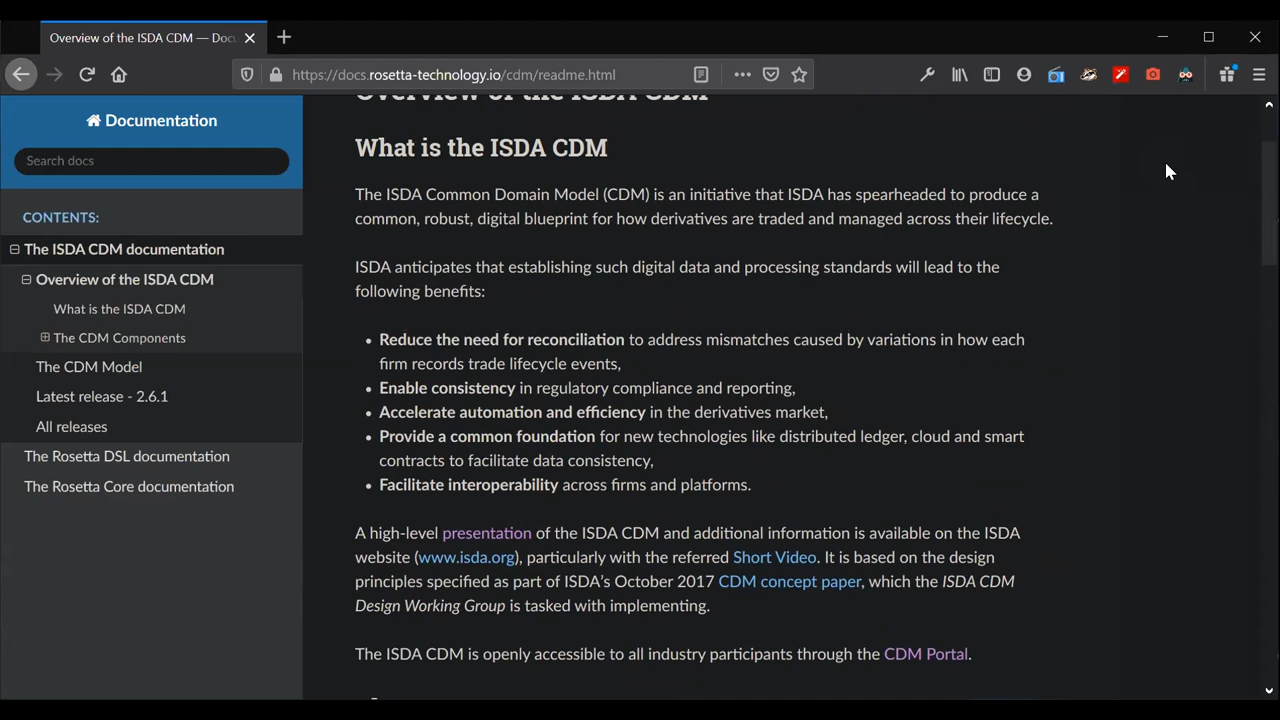 Overview of the ISDA CDM — Doc
https://docs.rosetta-technology.io/cdm/readme.html
Documentation
Search docs
CONTENTS:
The ISDA CDM documentation
Overview of the ISDA CDM
What is the ISDA CDM
The CDM Components
The CDM Model
Latest release - 2.6.1
All releases
The Rosetta DSL documentation
The Rosetta Core documentation
Overview of the ISDA CDM
What is the ISDA CDM
The ISDA Common Domain Model (CDM) is an initiative that ISDA has spearheaded to produce a
common, robust, digital blueprint for how derivatives are traded and managed across their lifecycle.
ISDA anticipates that establishing such digital data and processing standards will lead to the
following benefits:
• Reduce the need for reconciliation to address mismatches caused by variations in how each
firm records trade lifecycle events,
• Enable consistency in regulatory compliance and reporting,
• Accelerate automation and efficiency in the derivatives market,
• Provide a common foundation for new technologies like distributed ledger, cloud and smart
contracts to facilitate data consistency,
• Facilitate interoperability across firms and platforms.
A high-level presentation of the ISDA CDM and additional information is available on the ISDA
website (www.isda.org), particularly with the referred Short Video. It is based on the design
principles specified as part of ISDA's October 2017 CDM concept paper, which the ISDA CDM
Design Working Group is tasked with implementing.
The ISDA CDM is openly accessible to all industry participants through the CDM Portal.